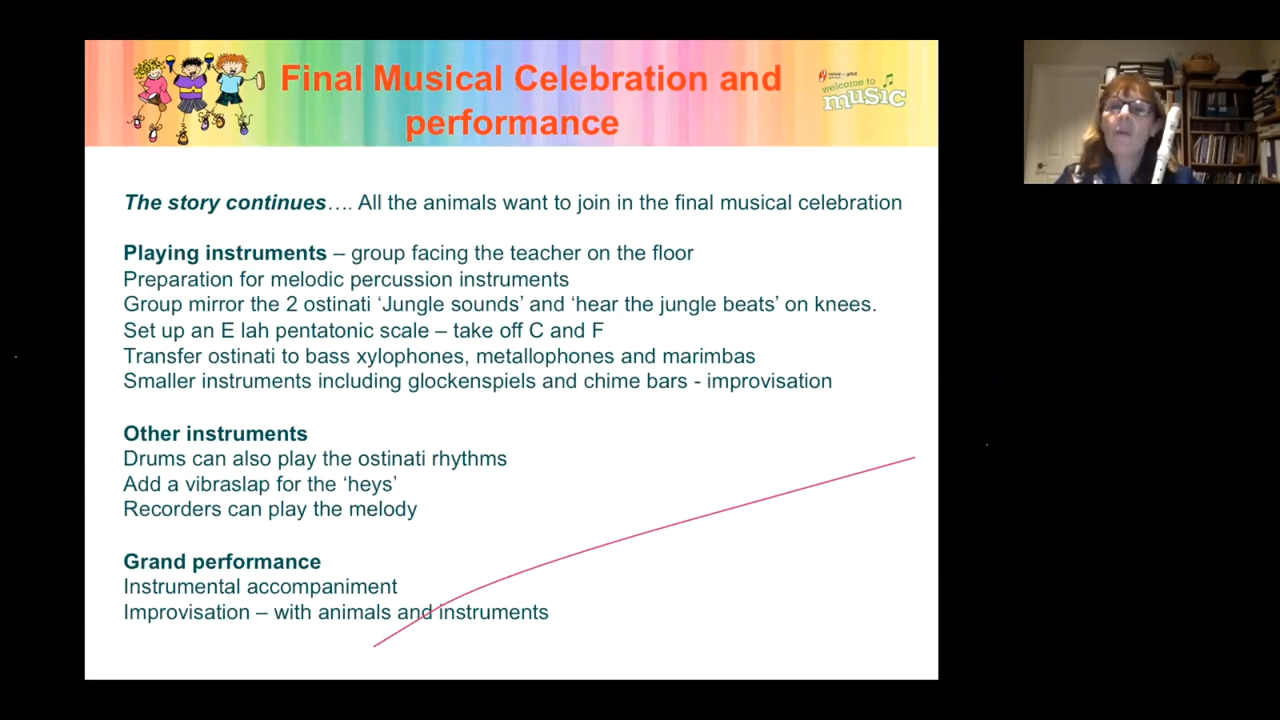 Final Musical Celebration and
performance
welcome to
music
The story continues…. All the animals want to join in the final musical celebration
Playing instruments – group facing the teacher on the floor
Preparation for melodic percussion instruments
Group mirror the 2 ostinati ‘Jungle sounds’ and ‘hear the jungle beats’ on knees.
Set up an E lah pentatonic scale – take off C and F
Transfer ostinati to bass xylophones, metallophones and marimbas
Smaller instruments including glockenspiels and chime bars - improvisation
Other instruments
Drums can also play the ostinati rhythms
Add a vibraslap for the ‘heys’
Recorders can play the melody
Grand performance
Instrumental accompaniment
Improvisation – with animals and instruments